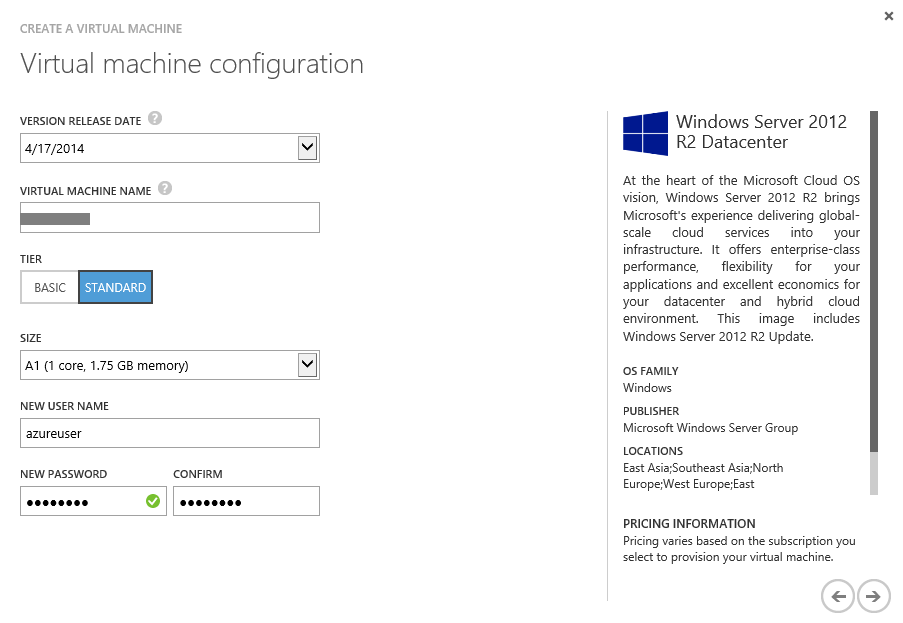 CREATE A VIRTUAL MACHINE
Virtual machine configuration
VERSION RELEASE DATE ?
4/17/2014
VIRTUAL MACHINE NAME ?
TIER
BASIC STANDARD
SIZE
A1 (1 core, 1.75 GB memory)
NEW USER NAME
azureuser
NEW PASSWORD CONFIRM
●●●●●●●● ●●●●●●●●
Windows Server 2012
R2 Datacenter
At the heart of the Microsoft Cloud OS
vision, Windows Server 2012 R2 brings
Microsoft's experience delivering global-
scale cloud services into your
infrastructure. It offers enterprise-class
performance, flexibility for your
applications and excellent economics for
your datacenter and hybrid cloud
environment. This image includes
Windows Server 2012 R2 Update.
OS FAMILY
Windows
PUBLISHER
Microsoft Windows Server Group
LOCATIONS
East Asia;Southeast Asia;North
Europe;West Europe;East
PRICING INFORMATION
Pricing varies based on the subscription you
select to provision your virtual machine.